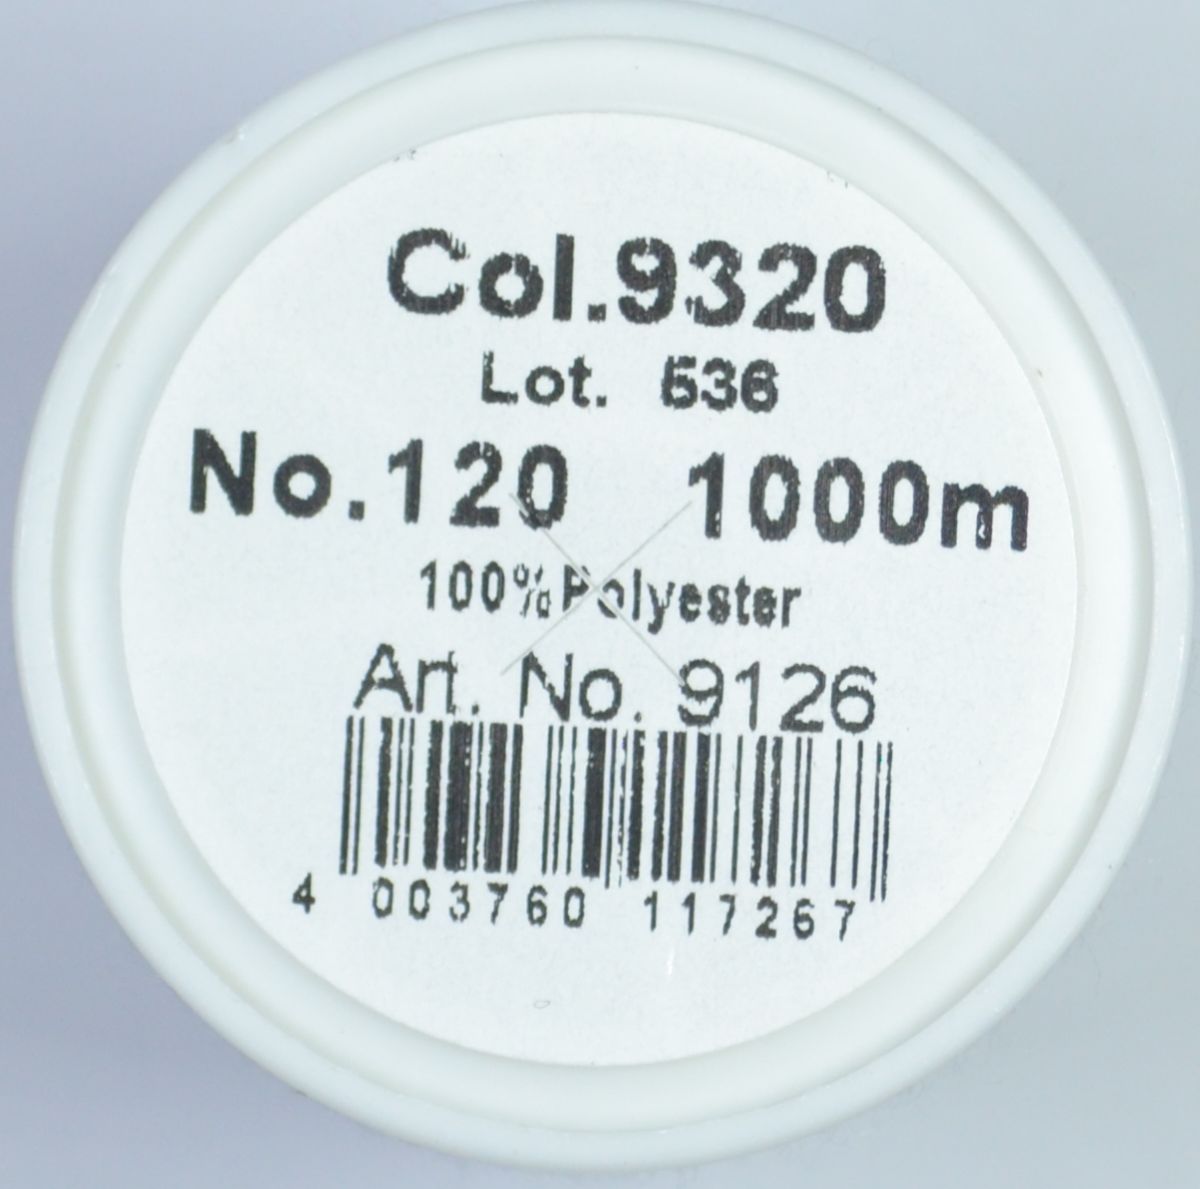 Col.9320
Lot. 536
No.120 1000m
100% Polyester
Art. No. 9126
4 003760 117267